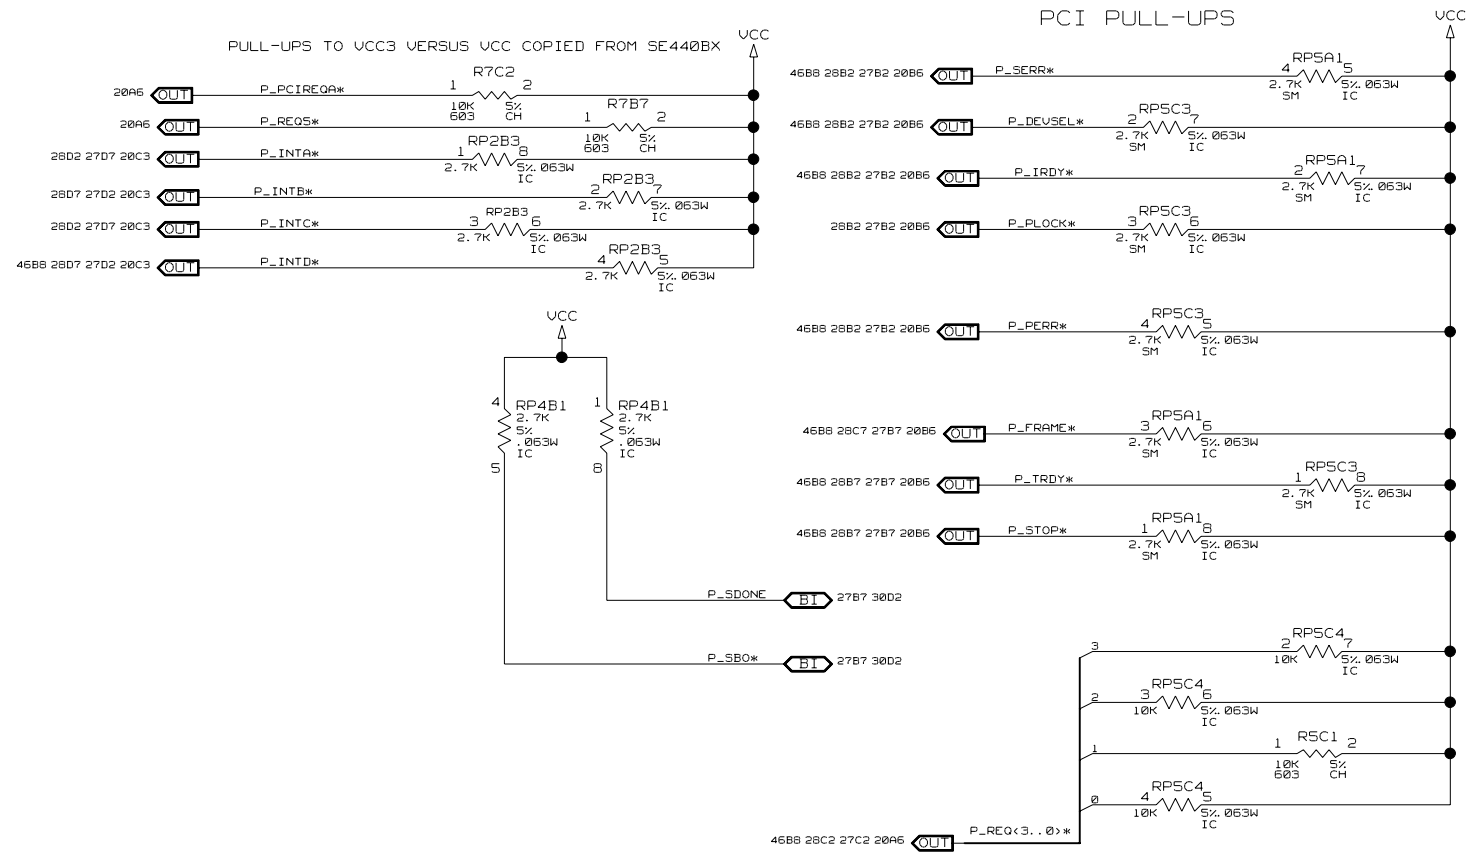 PCI PULL-UPS
PULL-UPS TO VCC3 VERSUS VCC COPIED FROM SE440BX
VCC
20A6 OUT P_PCIREQA* 1 R7C2 2
10K 5%
603 CH
20A6 OUT P_REQ5* 1 R7B7 2
10K 5%
603 CH
28D2 27D7 20C3 OUT P_INTA* 1 RP2B3 8
2.7K 5%.063W
IC
28D7 27D2 20C3 OUT P_INTB* 2 RP2B3 7
2.7K 5%.063W
IC
28D2 27D7 20C3 OUT P_INTC* 3 RP2B3 6
2.7K 5%.063W
IC
46B8 28D7 27D2 20C3 OUT P_INTD* 4 RP2B3 5
2.7K 5%.063W
IC
VCC
4 RP4B1
2.7K
5%
.063W
IC
5
1 RP4B1
2.7K
5%
.063W
IC
8
P_SDONE BI 27B7 30D2
P_SBO* BI 27B7 30D2
VCC
46B8 28B2 27B2 20B6 OUT P_SERR* 4 RP5A1 5
2.7K 5%.063W
SM IC
46B8 28B2 27B2 20B6 OUT P_DEVSEL* 2 RP5C3 7
2.7K 5%.063W
SM IC
46B8 28B2 27B2 20B6 OUT P_IRDY* 2 RP5A1 7
2.7K 5%.063W
SM IC
28B2 27B2 20B6 OUT P_PLOCK* 3 RP5C3 6
2.7K 5%.063W
SM IC
46B8 28B2 27B2 20B6 OUT P_PERR* 4 RP5C3 5
2.7K 5%.063W
SM IC
46B8 28C7 27B7 20B6 OUT P_FRAME* 3 RP5A1 6
2.7K 5%.063W
SM IC
46B8 28B7 27B7 20B6 OUT P_TRDY* 1 RP5C3 8
2.7K 5%.063W
SM IC
46B8 28B7 27B7 20B6 OUT P_STOP* 1 RP5A1 8
2.7K 5%.063W
SM IC
3 2 RP5C4 7
10K 5%.063W
IC
2 3 RP5C4 6
10K 5%.063W
IC
1 1 R5C1 2
10K 5%
603 CH
0 4 RP5C4 5
10K 5%.063W
IC
46B8 28C2 27C2 20A6 OUT P_REQ<3..0>*